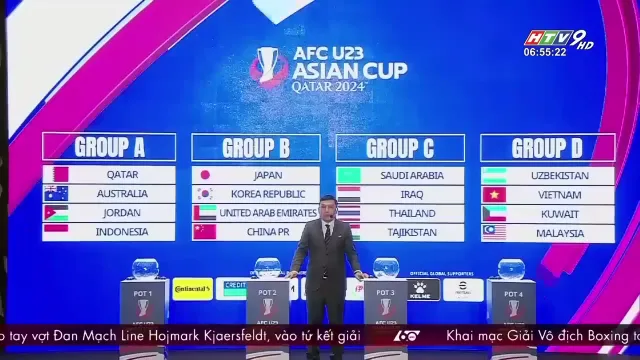 HTV9 HD
06:55:22
AFC U23
ASIAN CUP
QATAR 2024
GROUP A
QATAR
AUSTRALIA
JORDAN
INDONESIA
GROUP B
JAPAN
KOREA REPUBLIC
UNITED ARAB EMIRATES
CHINA PR
GROUP C
SAUDI ARABIA
IRAQ
THAILAND
TAJIKISTAN
GROUP D
UZBEKISTAN
VIETNAM
KUWAIT
MALAYSIA
OFFICIAL GLOBAL SUPPORTERS
Continental
CREDIT
KELME
POT 1
POT 2
POT 3
POT 4
tay vợt Đan Mạch Line Hojmark Kjaersfeldt, vào tứ kết giải
60
Khai mạc Giải Vô địch Boxing